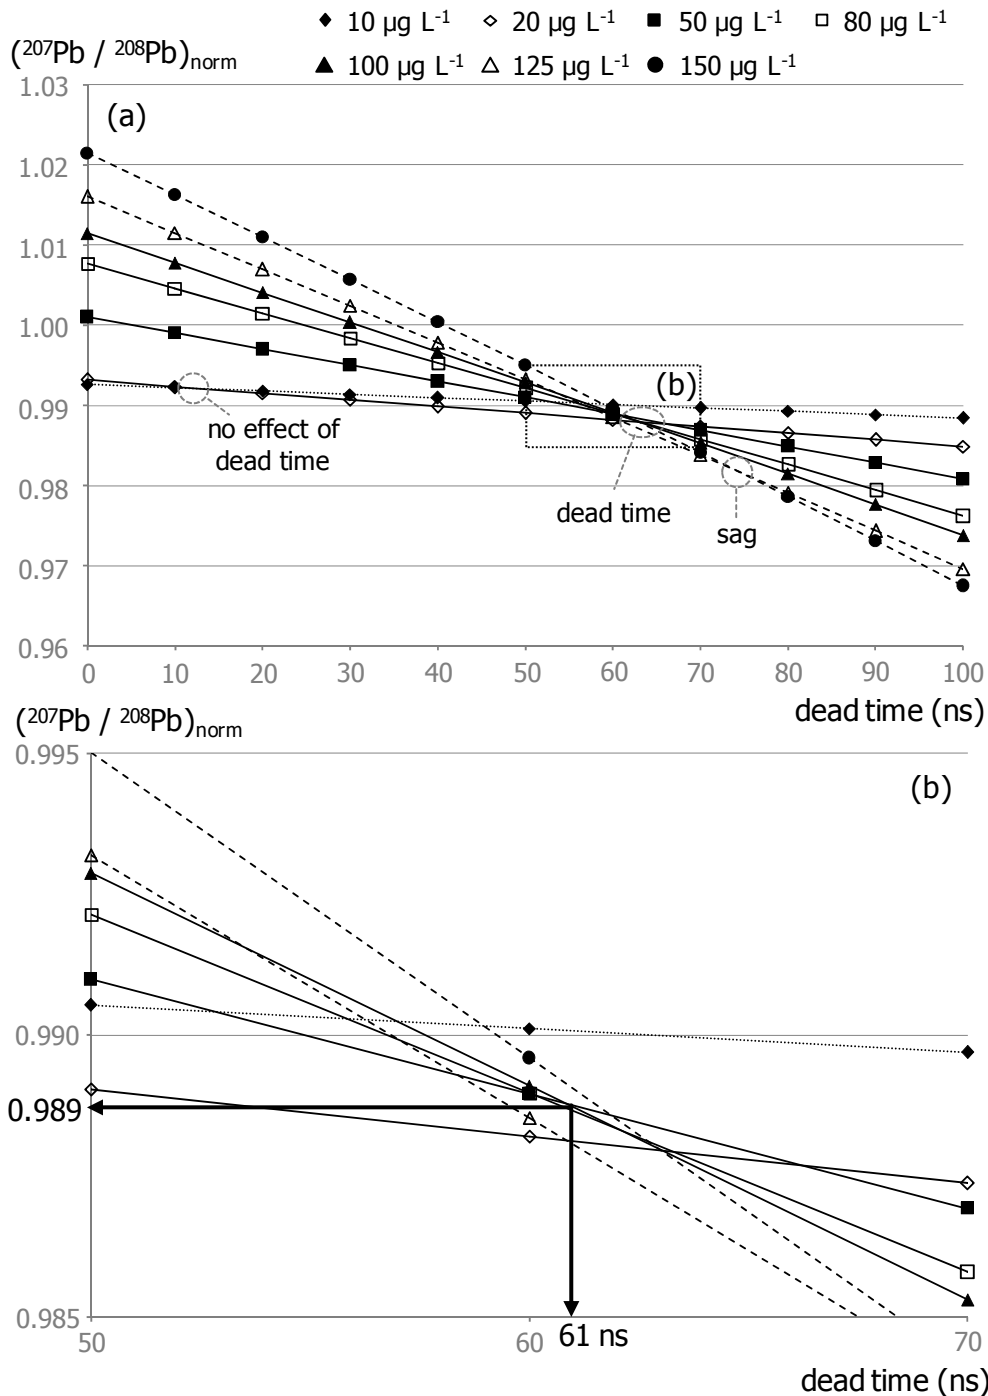 10 µg L⁻¹ 20 µg L⁻¹ 50 µg L⁻¹ 80 µg L⁻¹
(²⁰⁷Pb / ²⁰⁸Pb)norm
100 µg L⁻¹ 125 µg L⁻¹ 150 µg L⁻¹
1.03
(a)
1.02
1.01
1.00
0.99
(b)
no effect of
dead time
0.98
dead time
sag
0.97
0.96
0 10 20 30 40 50 60 70 80 90 100
dead time (ns)
(²⁰⁷Pb / ²⁰⁸Pb)norm
0.995
(b)
0.990
0.989
0.985
50 60 61 ns 70
dead time (ns)